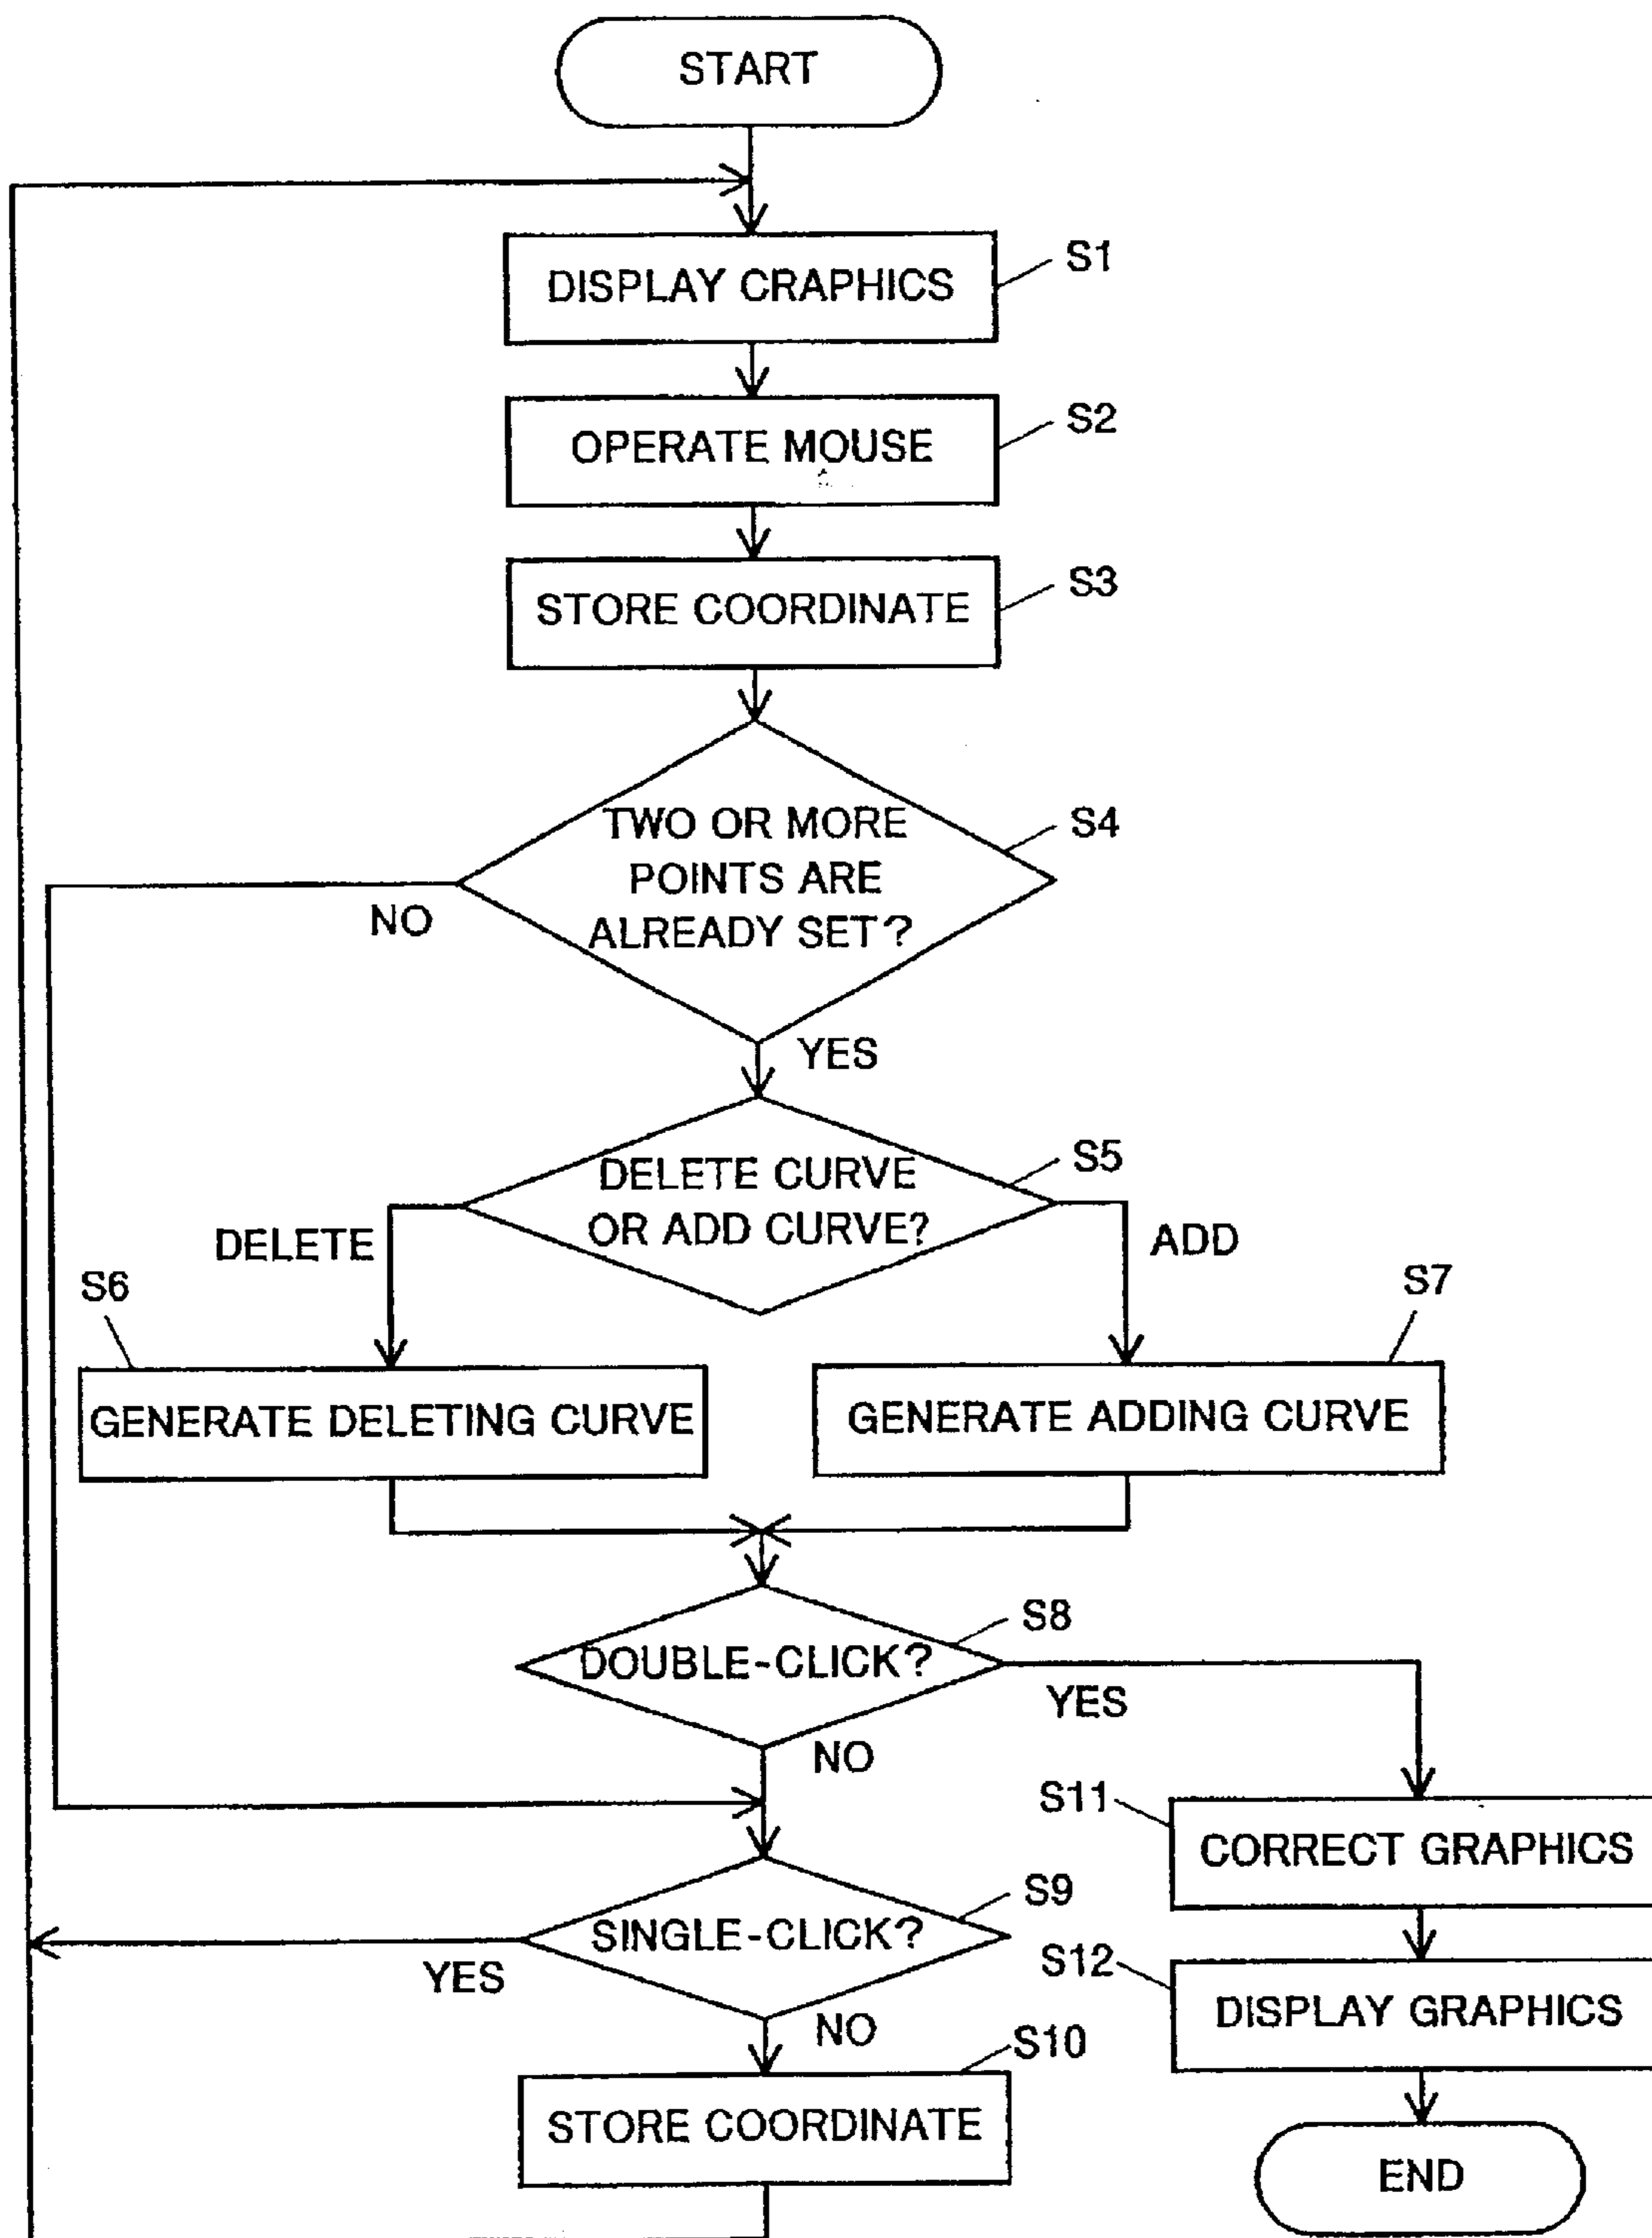 START
S1
DISPLAY CRAPHICS
S2
OPERATE MOUSE
S3
STORE COORDINATE
S4
TWO OR MORE
POINTS ARE
ALREADY SET?
NO
YES
S5
DELETE CURVE
OR ADD CURVE?
DELETE
ADD
S6
S7
GENERATE DELETING CURVE
GENERATE ADDING CURVE
S8
DOUBLE-CLICK?
YES
NO
S11
CORRECT GRAPHICS
S9
SINGLE-CLICK?
YES
S12
NO
DISPLAY GRAPHICS
S10
STORE COORDINATE
END